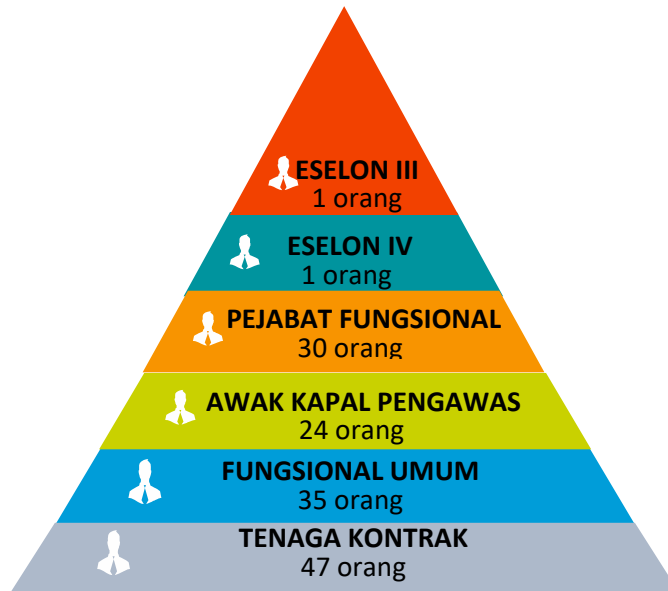 ESELON III
1 orang
ESELON IV
1 orang
PEJABAT FUNGSIONAL
30 orang
AWAK KAPAL PENGAWAS
24 orang
FUNGSIONAL UMUM
35 orang
TENAGA KONTRAK
47 orang